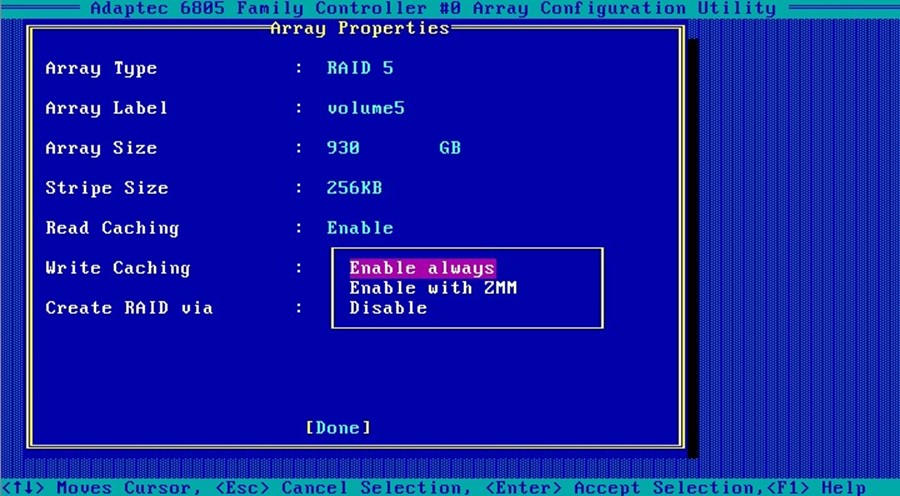 Adaptec 6805 Family Controller #0 Array Configuration Utility
Array Properties
Array Type : RAID 5
Array Label : volume5
Array Size : 930 GB
Stripe Size : 256KB
Read Caching : Enable
Write Caching : Enable always
Enable with ZMM
Create RAID via : Disable
[Done]
<↑↓> Moves Cursor, <Esc> Cancel Selection, <Enter> Accept Selection,<F1> Help